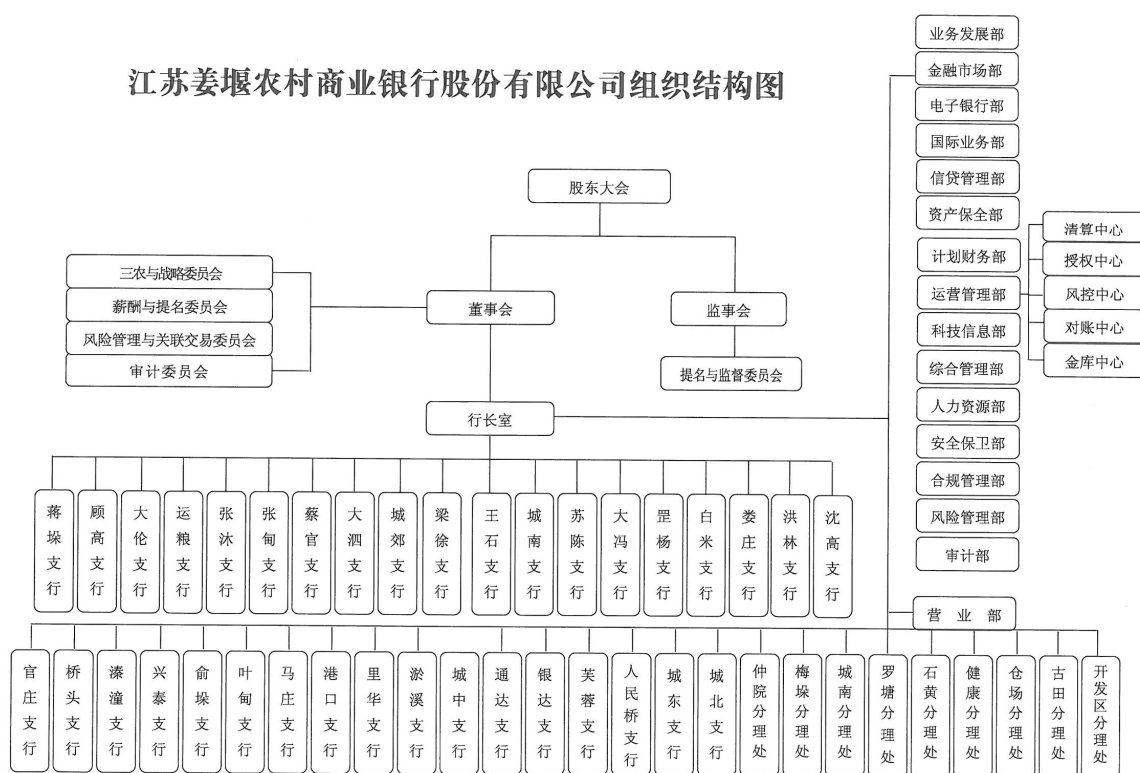 江苏姜堰农村商业银行股份有限公司组织结构图
股东大会
董事会
监事会
三农与战略委员会
薪酬与提名委员会
风险管理与关联交易委员会
审计委员会
提名与监督委员会
行长室
业务发展部
金融市场部
电子银行部
国际业务部
信贷管理部
资产保全部
计划财务部
运营管理部
科技信息部
综合管理部
人力资源部
安全保卫部
合规管理部
风险管理部
审计部
营业部
清算中心
授权中心
风控中心
对账中心
金库中心
蒋垛支行
顾高支行
大伦支行
运粮支行
张沐支行
张甸支行
蔡官支行
大泗支行
城郊支行
梁徐支行
王石支行
城南支行
苏陈支行
大冯支行
罡杨支行
白米支行
娄庄支行
洪林支行
沈高支行
官庄支行
桥头支行
溱潼支行
兴泰支行
俞垛支行
叶甸支行
马庄支行
港口支行
里华支行
淤溪支行
城中支行
通达支行
银达支行
芙蓉支行
人民桥支行
城东支行
城北支行
仲院分理处
梅垛分理处
城南分理处
罗塘分理处
石黄分理处
健康分理处
仓场分理处
古田分理处
开发区分理处